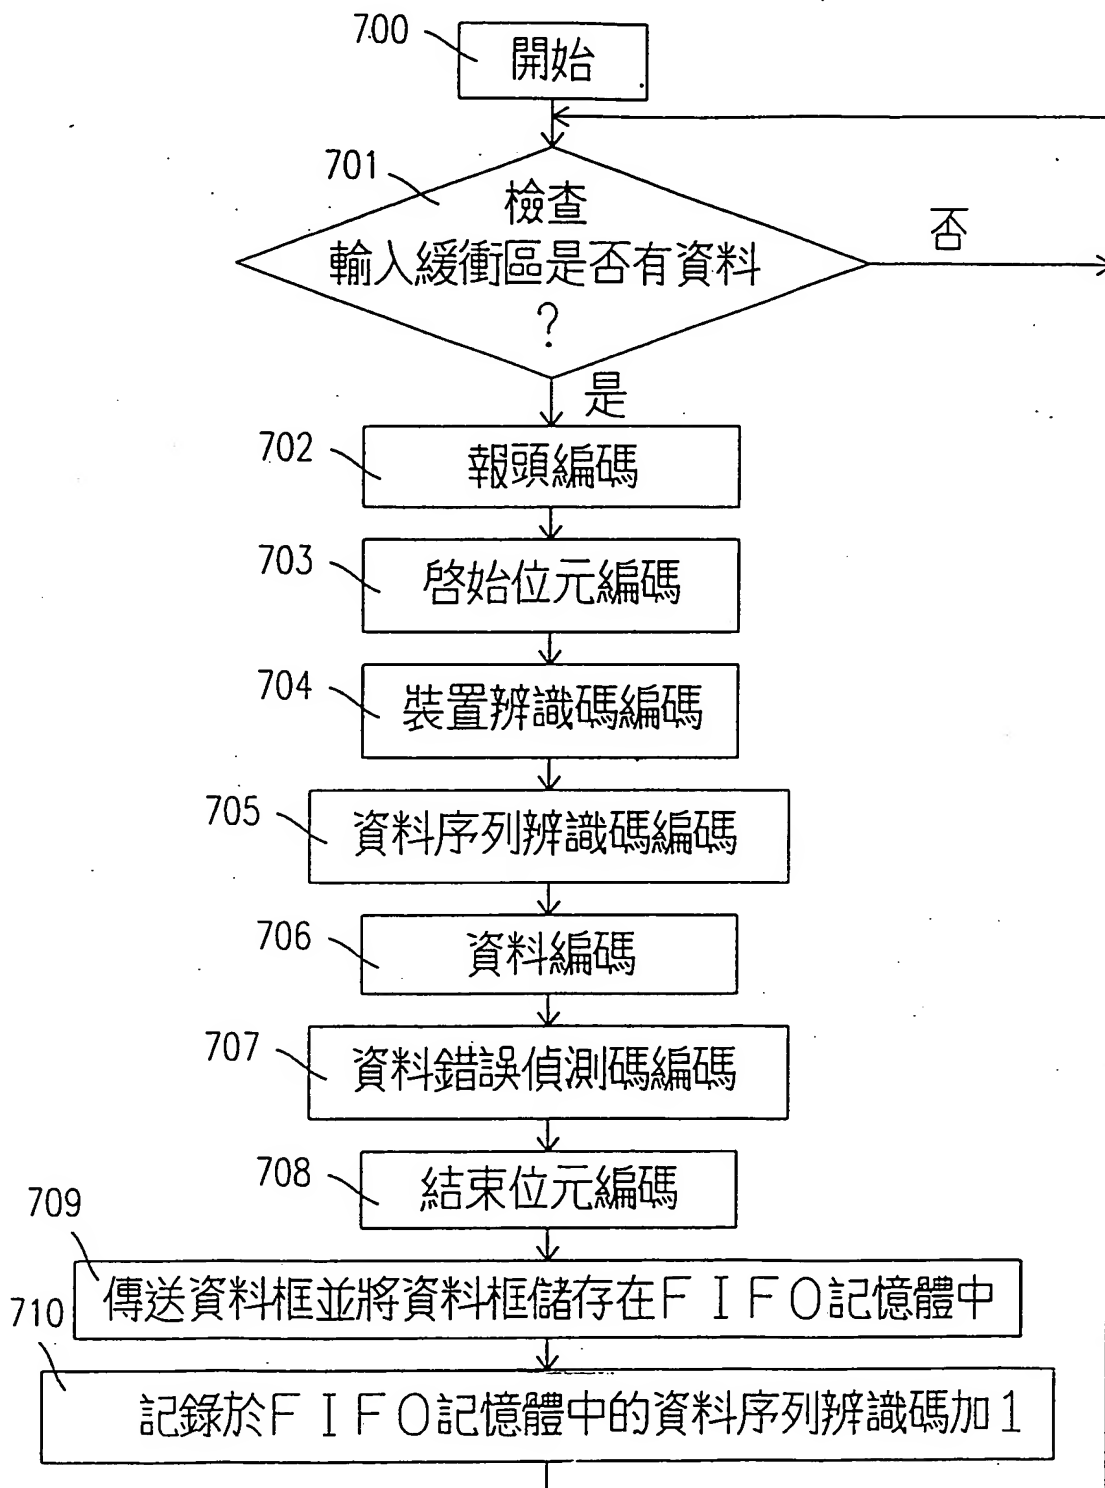 700
開始
701
檢查
輸入緩衝區是否有資料
?
否
是
702
報頭編碼
703
啓始位元編碼
704
裝置辨識碼編碼
705
資料序列辨識碼編碼
706
資料編碼
707
資料錯誤偵測碼編碼
708
結束位元編碼
709
傳送資料框並將資料框儲存在FIFO記憶體中
710
記錄於FIFO記憶體中的資料序列辨識碼加1